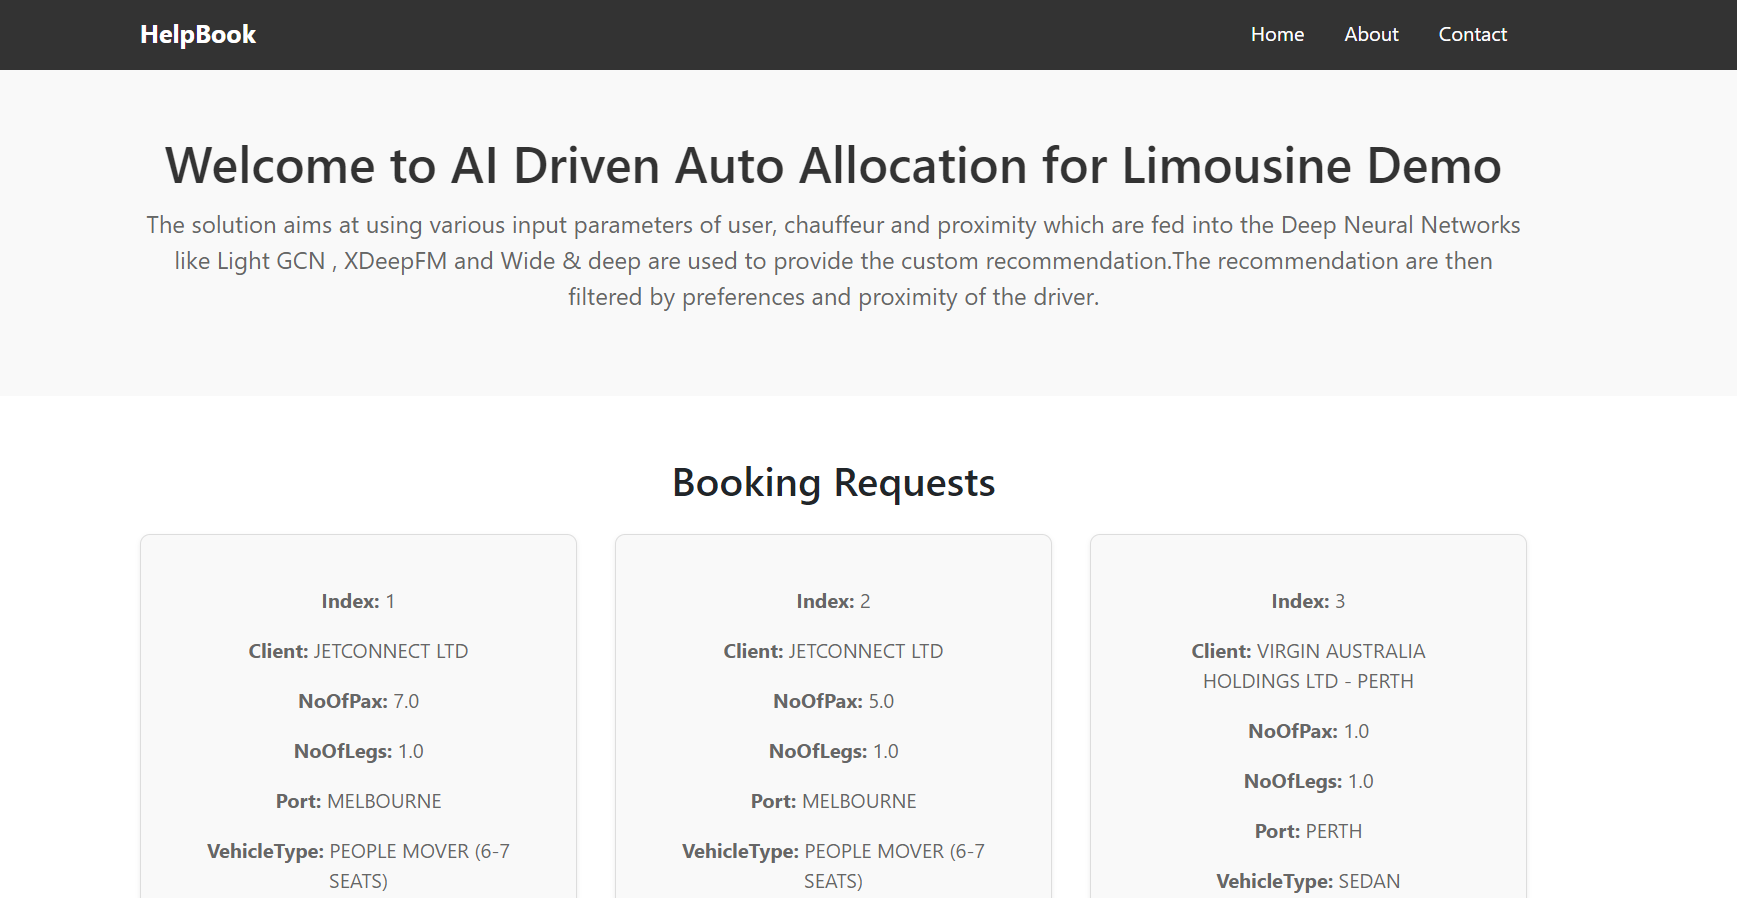 HelpBook
Home About Contact
Welcome to AI Driven Auto Allocation for Limousine Demo
The solution aims at using various input parameters of user, chauffeur and proximity which are fed into the Deep Neural Networks
like Light GCN , XDeepFM and Wide & deep are used to provide the custom recommendation.The recommendation are then
filtered by preferences and proximity of the driver.
Booking Requests
Index: 1
Client: JETCONNECT LTD
NoOfPax: 7.0
NoOfLegs: 1.0
Port: MELBOURNE
VehicleType: PEOPLE MOVER (6-7
SEATS)
Index: 2
Client: JETCONNECT LTD
NoOfPax: 5.0
NoOfLegs: 1.0
Port: MELBOURNE
VehicleType: PEOPLE MOVER (6-7
SEATS)
Index: 3
Client: VIRGIN AUSTRALIA
HOLDINGS LTD - PERTH
NoOfPax: 1.0
NoOfLegs: 1.0
Port: PERTH
VehicleType: SEDAN